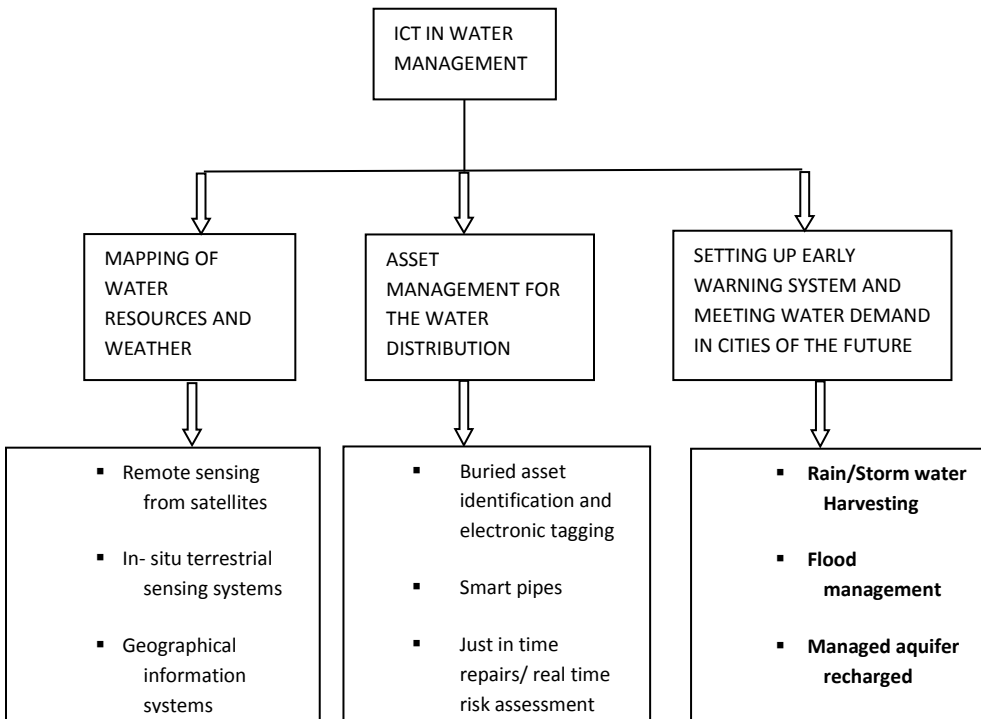 ICT IN WATER
MANAGEMENT
MAPPING OF
WATER
RESOURCES AND
WEATHER
ASSET
MANAGEMENT FOR
THE WATER
DISTRIBUTION
SETTING UP EARLY
WARNING SYSTEM AND
MEETING WATER DEMAND
IN CITIES OF THE FUTURE
▪ Remote sensing
from satellites
▪ In- situ terrestrial
sensing systems
▪ Geographical
information
systems
▪ Buried asset
identification and
electronic tagging
▪ Smart pipes
▪ Just in time
repairs/ real time
risk assessment
▪ Rain/Storm water
Harvesting
▪ Flood
management
▪ Managed aquifer
recharged